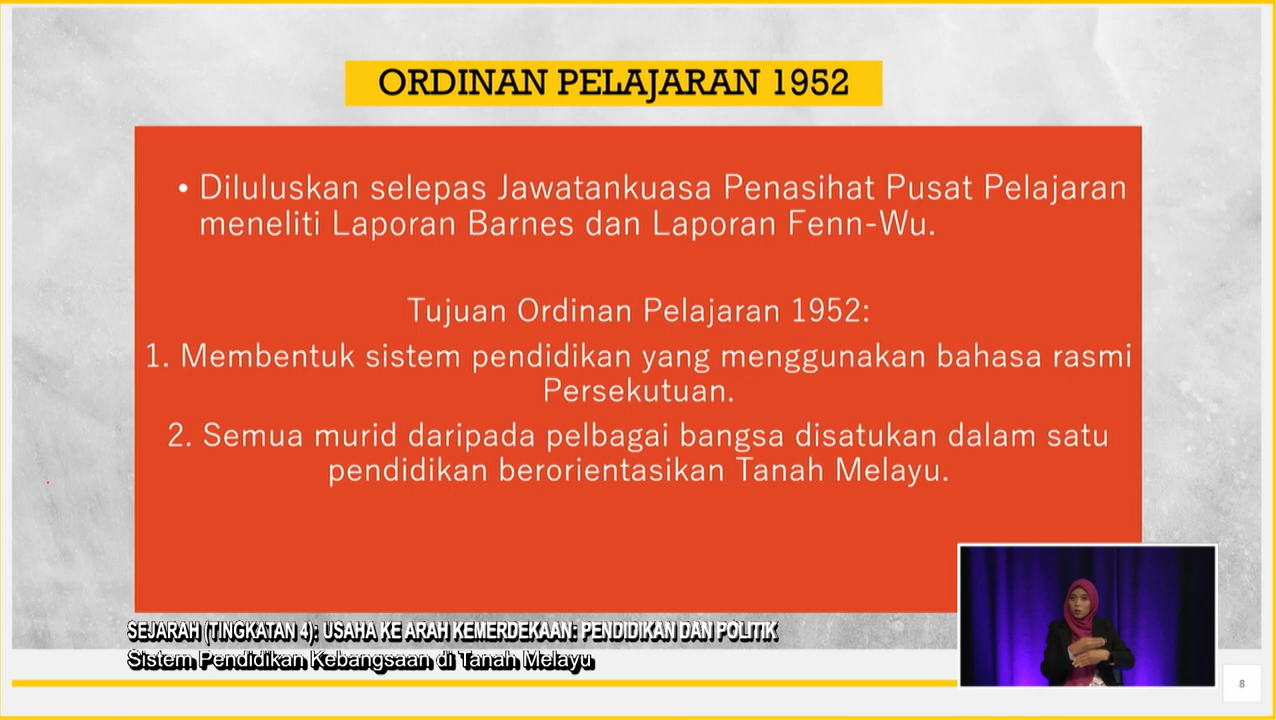 ORDINAN PELAJARAN 1952
• Diluluskan selepas Jawatankuasa Penasihat Pusat Pelajaran
meneliti Laporan Barnes dan Laporan Fenn-Wu.
Tujuan Ordinan Pelajaran 1952:
1. Membentuk sistem pendidikan yang menggunakan bahasa rasmi
Persekutuan.
2. Semua murid daripada pelbagai bangsa disatukan dalam satu
pendidikan berorientasikan Tanah Melayu.
SEJARAH (TINGKATAN 4): USAHA KE ARAH KEMERDEKAAN: PENDIDIKAN DAN POLITIK
Sistem Pendidikan Kebangsaan di Tanah Melayu
8